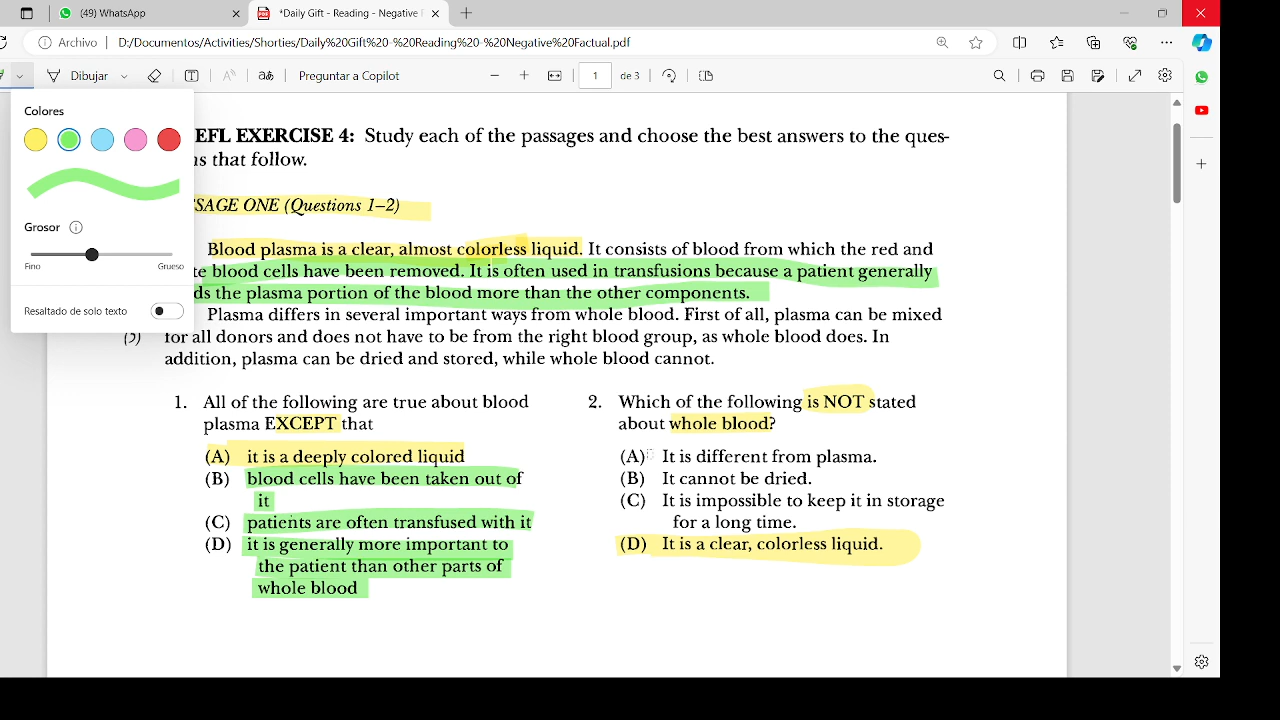 (49) WhatsApp
*Daily Gift - Reading - Negative
Archivo
D:/Documentos/Activities/Shorties/Daily%20Gift%20-%20Reading%20-%20Negative%20Factual.pdf
Dibujar
Preguntar a Copilot
1
de 3
Colores
Grosor
Fino
Grueso
Resaltado de solo texto
EFL EXERCISE 4: Study each of the passages and choose the best answers to the ques-
ns that follow.
SAGE ONE (Questions 1–2)
Blood plasma is a clear, almost colorless liquid. It consists of blood from which the red and
te blood cells have been removed. It is often used in transfusions because a patient generally
ds the plasma portion of the blood more than the other components.
Plasma differs in several important ways from whole blood. First of all, plasma can be mixed
(5) for all donors and does not have to be from the right blood group, as whole blood does. In
addition, plasma can be dried and stored, while whole blood cannot.
1. All of the following are true about blood
plasma EXCEPT that
(A) it is a deeply colored liquid
(B) blood cells have been taken out of
it
(C) patients are often transfused with it
(D) it is generally more important to
the patient than other parts of
whole blood
2. Which of the following is NOT stated
about whole blood?
(A) It is different from plasma.
(B) It cannot be dried.
(C) It is impossible to keep it in storage
for a long time.
(D) It is a clear, colorless liquid.